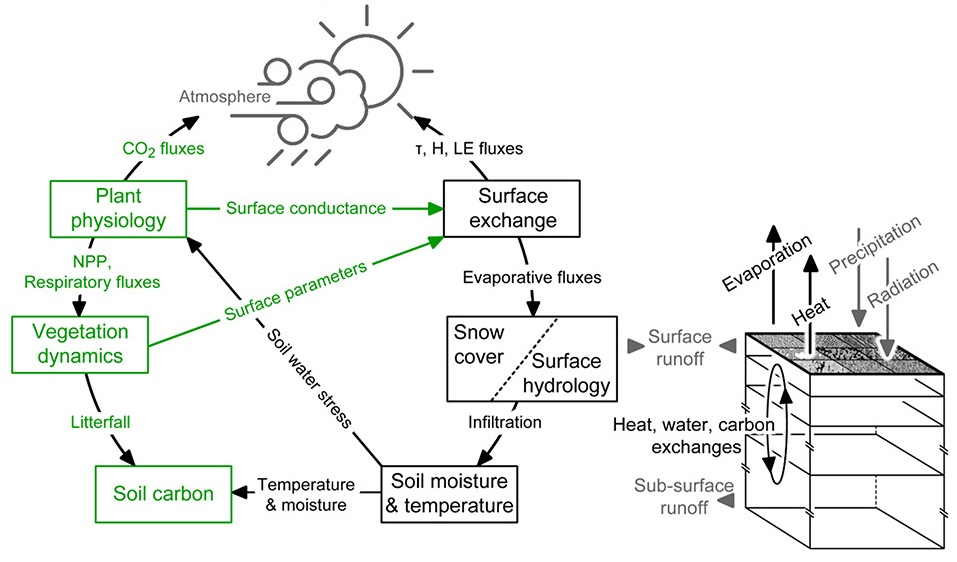 Atmosphere
CO2 fluxes
τ, H, LE fluxes
Plant
physiology
Surface conductance
Surface
exchange
NPP,
Respiratory fluxes
Surface parameters
Evaporative fluxes
Vegetation
dynamics
Soil water stress
Snow
cover
Surface
hydrology
Litterfall
Infiltration
Soil carbon
Temperature
& moisture
Soil moisture
& temperature
Evaporation
Heat
Precipitation
Radiation
Surface
runoff
Heat, water, carbon
exchanges
Sub-surface
runoff